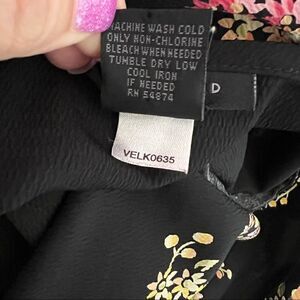 MACHINE WASH COLD
ONLY NON-CHLORINE
BLEACH WHEN NEEDED
TUMBLE DRY LOW
COOL IRON
IF NEEDED
RN 54874
D
VELK0635